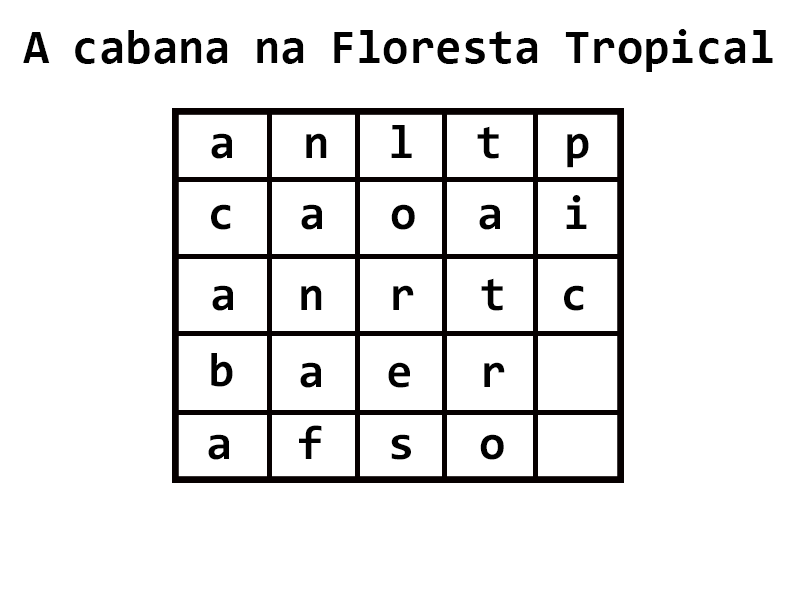 A cabana na Floresta Tropical
a n l t p
c a o a i
a n r t c
b a e r
a f s o